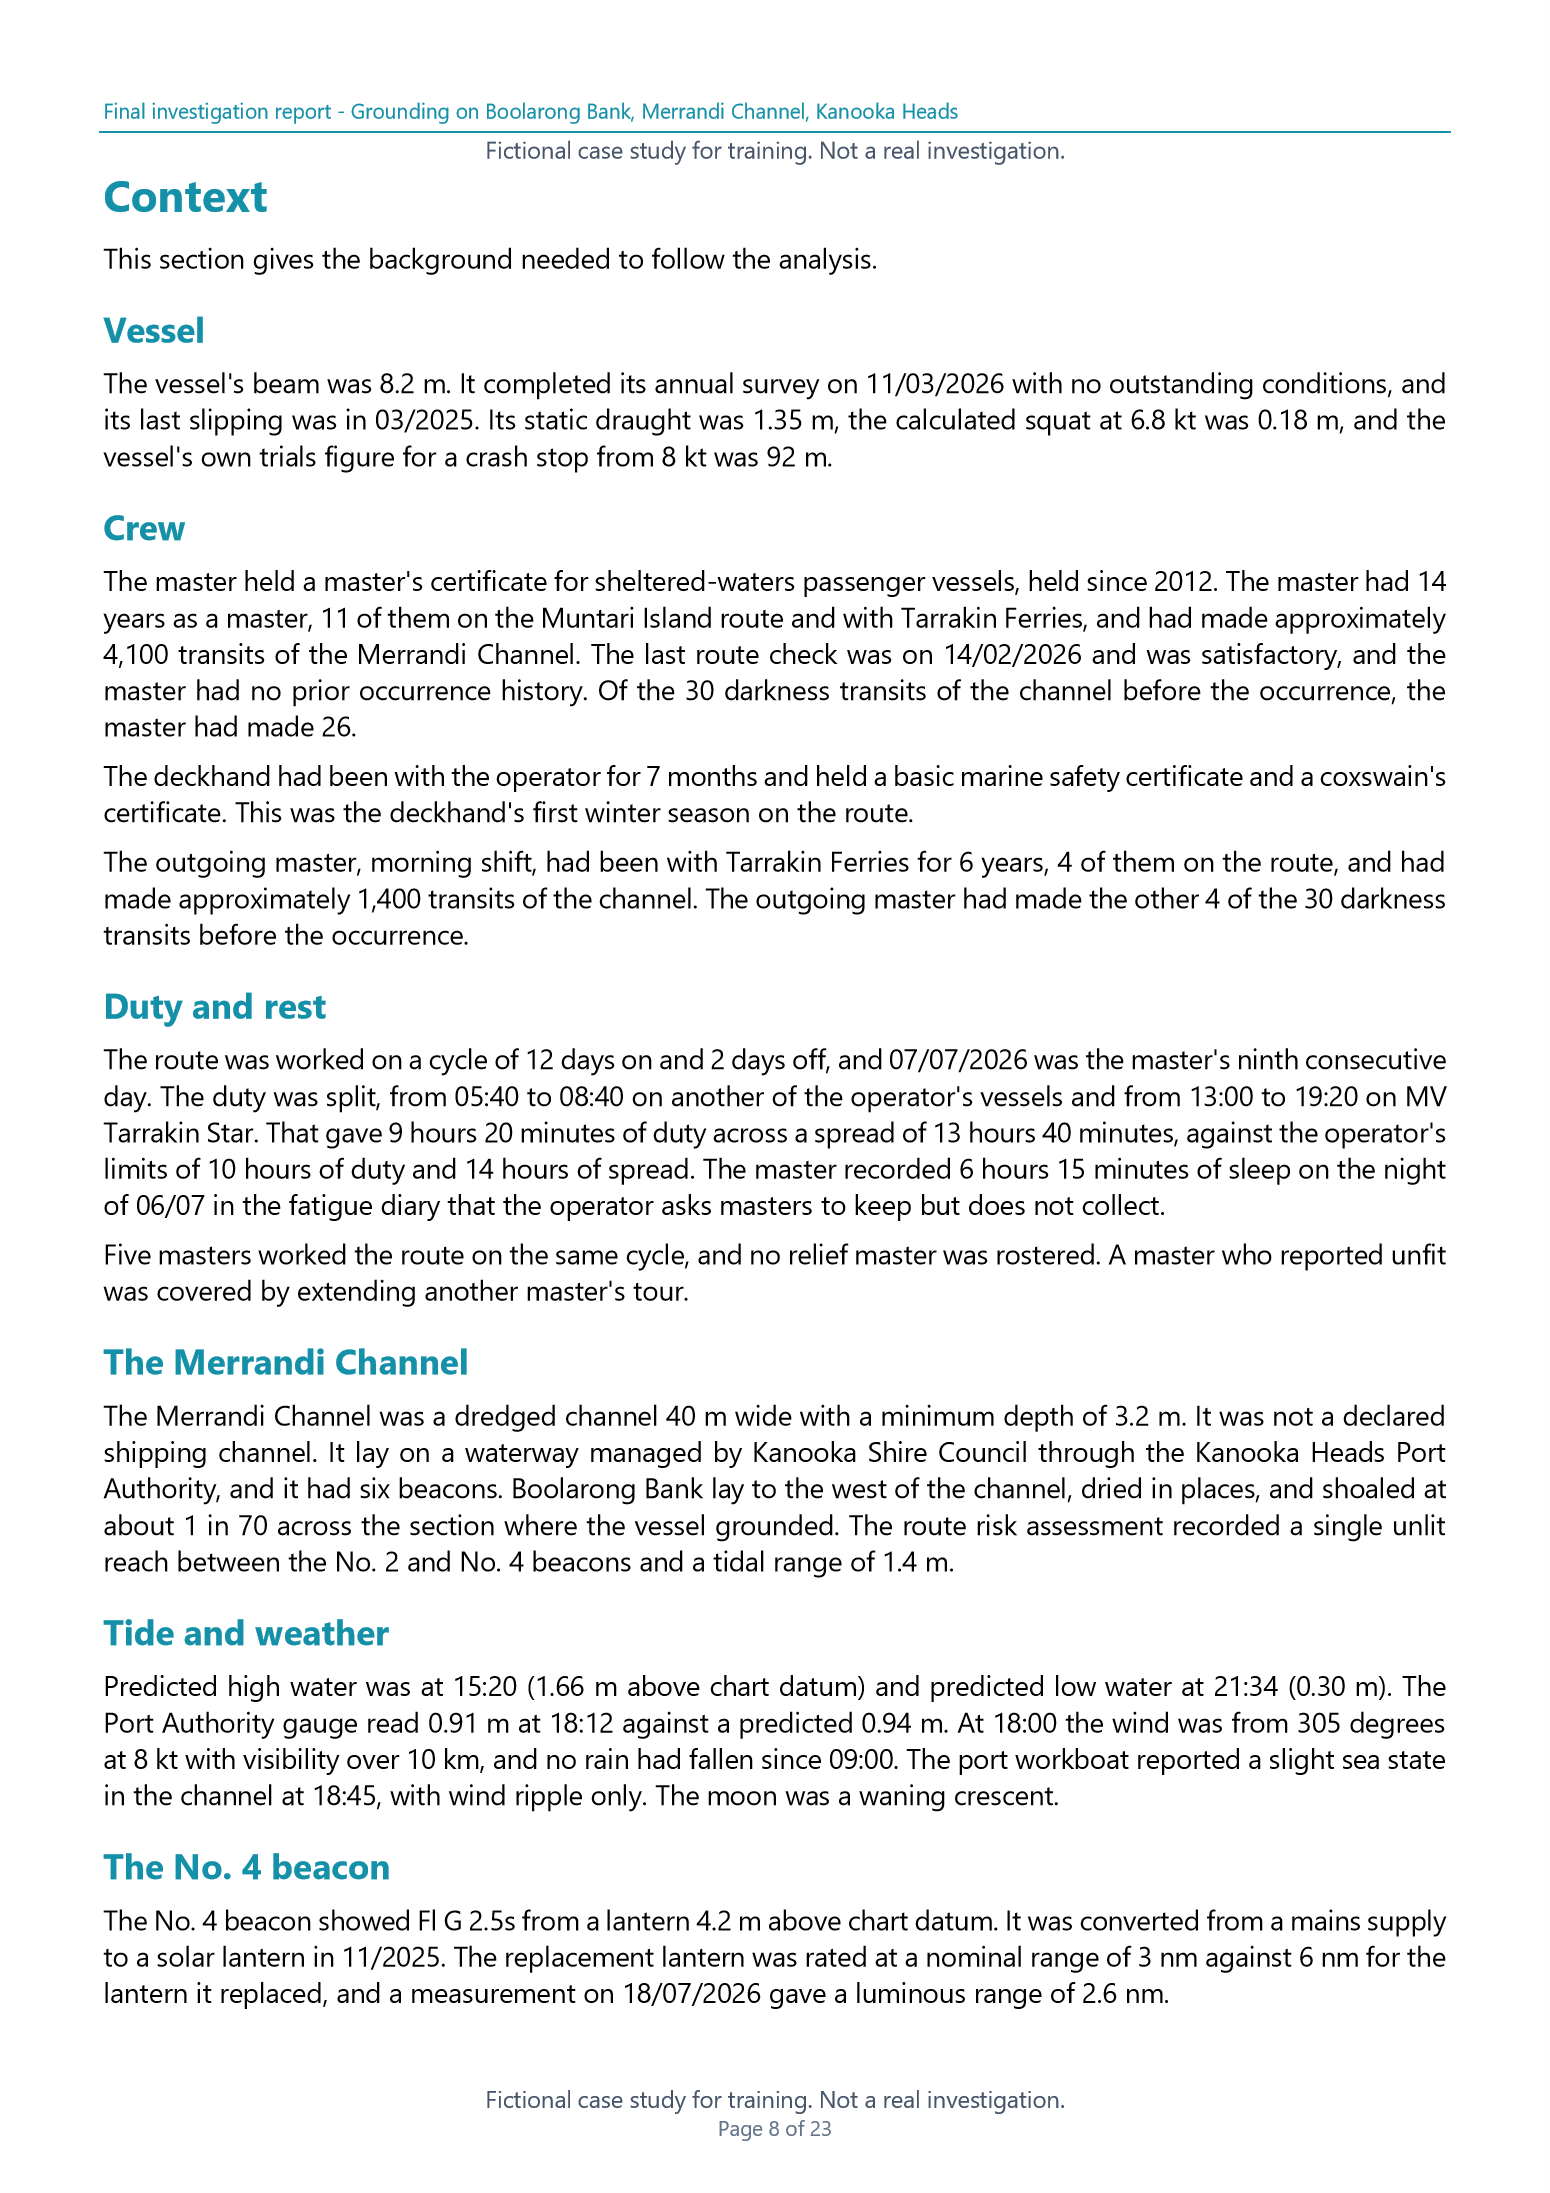 Final investigation report - Grounding on Boolarong Bank, Merrandi Channel, Kanooka Heads
Fictional case study for training. Not a real investigation.
Context
This section gives the background needed to follow the analysis.
Vessel
The vessel's beam was 8.2 m. It completed its annual survey on 11/03/2026 with no outstanding conditions, and
its last slipping was in 03/2025. Its static draught was 1.35 m, the calculated squat at 6.8 kt was 0.18 m, and the
vessel's own trials figure for a crash stop from 8 kt was 92 m.
Crew
The master held a master's certificate for sheltered-waters passenger vessels, held since 2012. The master had 14
years as a master, 11 of them on the Muntari Island route and with Tarrakin Ferries, and had made approximately
4,100 transits of the Merrandi Channel. The last route check was on 14/02/2026 and was satisfactory, and the
master had no prior occurrence history. Of the 30 darkness transits of the channel before the occurrence, the
master had made 26.
The deckhand had been with the operator for 7 months and held a basic marine safety certificate and a coxswain's
certificate. This was the deckhand's first winter season on the route.
The outgoing master, morning shift, had been with Tarrakin Ferries for 6 years, 4 of them on the route, and had
made approximately 1,400 transits of the channel. The outgoing master had made the other 4 of the 30 darkness
transits before the occurrence.
Duty and rest
The route was worked on a cycle of 12 days on and 2 days off, and 07/07/2026 was the master's ninth consecutive
day. The duty was split, from 05:40 to 08:40 on another of the operator's vessels and from 13:00 to 19:20 on MV
Tarrakin Star. That gave 9 hours 20 minutes of duty across a spread of 13 hours 40 minutes, against the operator's
limits of 10 hours of duty and 14 hours of spread. The master recorded 6 hours 15 minutes of sleep on the night
of 06/07 in the fatigue diary that the operator asks masters to keep but does not collect.
Five masters worked the route on the same cycle, and no relief master was rostered. A master who reported unfit
was covered by extending another master's tour.
The Merrandi Channel
The Merrandi Channel was a dredged channel 40 m wide with a minimum depth of 3.2 m. It was not a declared
shipping channel. It lay on a waterway managed by Kanooka Shire Council through the Kanooka Heads Port
Authority, and it had six beacons. Boolarong Bank lay to the west of the channel, dried in places, and shoaled at
about 1 in 70 across the section where the vessel grounded. The route risk assessment recorded a single unlit
reach between the No. 2 and No. 4 beacons and a tidal range of 1.4 m.
Tide and weather
Predicted high water was at 15:20 (1.66 m above chart datum) and predicted low water at 21:34 (0.30 m). The
Port Authority gauge read 0.91 m at 18:12 against a predicted 0.94 m. At 18:00 the wind was from 305 degrees
at 8 kt with visibility over 10 km, and no rain had fallen since 09:00. The port workboat reported a slight sea state
in the channel at 18:45, with wind ripple only. The moon was a waning crescent.
The No. 4 beacon
The No. 4 beacon showed Fl G 2.5s from a lantern 4.2 m above chart datum. It was converted from a mains supply
to a solar lantern in 11/2025. The replacement lantern was rated at a nominal range of 3 nm against 6 nm for the
lantern it replaced, and a measurement on 18/07/2026 gave a luminous range of 2.6 nm.
Fictional case study for training. Not a real investigation.
Page 8 of 23